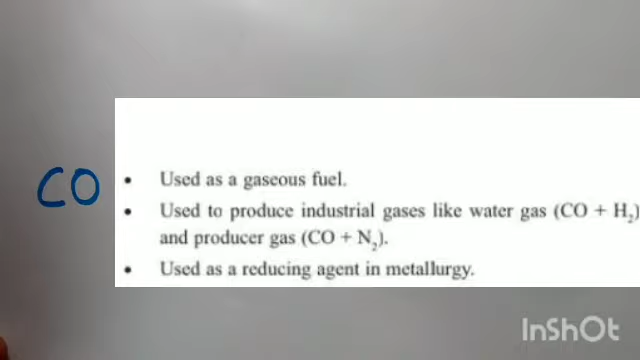 CO
• Used as a gaseous fuel.
• Used to produce industrial gases like water gas (CO + H₂)
and producer gas (CO + N₂).
• Used as a reducing agent in metallurgy.
InShOt